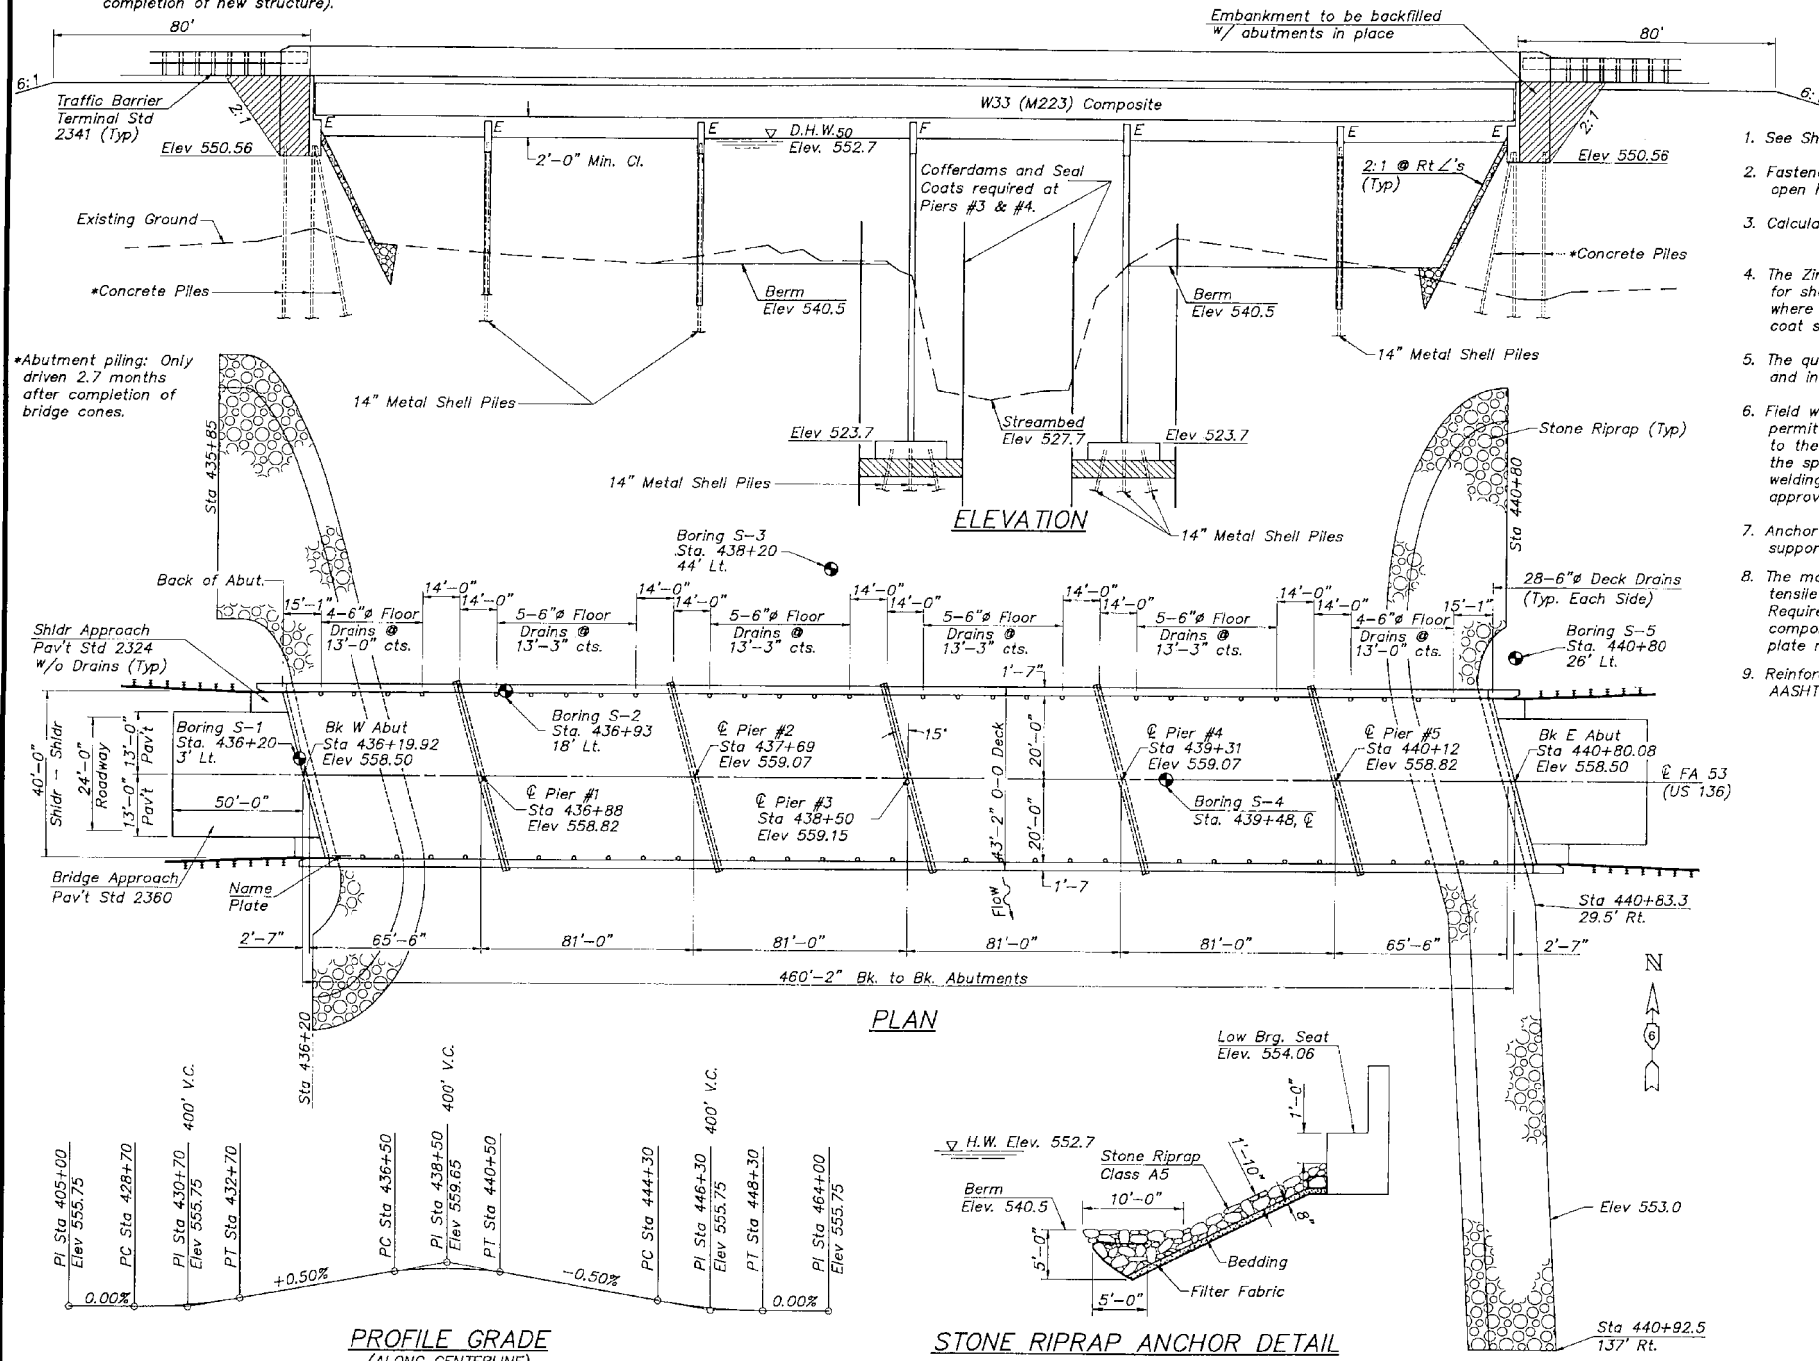 completion of new structure).
80'
Embankment to be backfilled
w/ abutments in place
80'
6:1
Traffic Barrier
Terminal Std
2341 (Typ)
2:1
Elev 550.56
W33 (M223) Composite
E
E
E
F
E
E
E
D.H.W.50
Elev. 552.7
2'-0" Min. Cl.
Cofferdams and Seal
Coats required at
Piers #3 & #4.
2:1 @ Rt ∠'s
(Typ)
2:1
Elev 550.56
6:
Existing Ground
*Concrete Piles
Berm
Elev 540.5
Berm
Elev 540.5
*Concrete Piles
*Abutment piling: Only
driven 2.7 months
after completion of
bridge cones.
14" Metal Shell Piles
14" Metal Shell Piles
Streambed
Elev 527.7
Elev 523.7
Elev 523.7
14" Metal Shell Piles
14" Metal Shell Piles
ELEVATION
1. See Sh
2. Fasten
open
3. Calcula
4. The Zi
for sh
where
coat s
5. The qu
and in
6. Field w
permit
to the
the sp
welding
approv
7. Anchor
suppor
8. The mo
tensile
Require
compo
plate
9. Reinfor
AASHT
Sta 435+85
Stone Riprap (Typ)
Sta 440+80
Boring S-3
Sta. 438+20
44' Lt.
Back of Abut.
15'-1"
4-6"ø Floor
Drains @
13'-0" cts.
14'-0"
14'-0"
5-6"ø Floor
Drains @
13'-3" cts.
14'-0"
14'-0"
5-6"ø Floor
Drains @
13'-3" cts.
14'-0"
14'-0"
5-6"ø Floor
Drains @
13'-3" cts.
14'-0"
14'-0"
5-6"ø Floor
Drains @
13'-3" cts.
14'-0"
14'-0"
4-6"ø Floor
Drains @
13'-0" cts.
15'-1"
28-6"ø Deck Drains
(Typ. Each Side)
Boring S-5
Sta. 440+80
26' Lt.
Shldr Approach
Pav't Std 2324
W/o Drains (Typ)
1'-7"
40'-0"
Shldr - Shldr
24'-0"
Roadway
13'-0" 13'-0"
Pav't Pav't
Boring S-1
Sta. 436+20
3' Lt.
Bk W Abut
Sta 436+19.92
Elev 558.50
Boring S-2
Sta. 436+93
18' Lt.
℄ Pier #2
Sta 437+69
Elev 559.07
15°
43'-2" O-O Deck
20'-0"
20'-0"
℄ Pier #4
Sta 439+31
Elev 559.07
℄ Pier #5
Sta 440+12
Elev 558.82
Bk E Abut
Sta 440+80.08
Elev 558.50
℄ FA 53
(US 136)
50'-0"
℄ Pier #1
Sta 436+88
Elev 558.82
℄ Pier #3
Sta 438+50
Elev 559.15
Boring S-4
Sta. 439+48, ℄
Bridge Approach
Pav't Std 2360
Name
Plate
Flow
1'-7
Sta 440+83.3
29.5' Rt.
2'-7"
65'-6"
81'-0"
81'-0"
81'-0"
81'-0"
65'-6"
2'-7"
460'-2" Bk. to Bk. Abutments
PLAN
N
6
Sta 436+20
PI Sta 405+00
Elev 555.75
PC Sta 428+70
PI Sta 430+70
Elev 555.75
400' V.C.
PT Sta 432+70
PC Sta 436+50
PI Sta 438+50
Elev 559.65
400' V.C.
PT Sta 440+50
PC Sta 444+30
PI Sta 446+30
Elev 555.75
400' V.C.
PT Sta 448+30
PI Sta 464+00
Elev 555.75
0.00%
+0.50%
-0.50%
0.00%
PROFILE GRADE
(ALONG CENTERLINE)
Low Brg. Seat
Elev. 554.06
1'-0"
H.W. Elev. 552.7
Stone Riprap
Class A5
1'-10"
Berm
Elev. 540.5
10'-0"
8"
5'-0"
Bedding
Filter Fabric
5'-0"
STONE RIPRAP ANCHOR DETAIL
Elev 553.0
Sta 440+92.5
137' Rt.